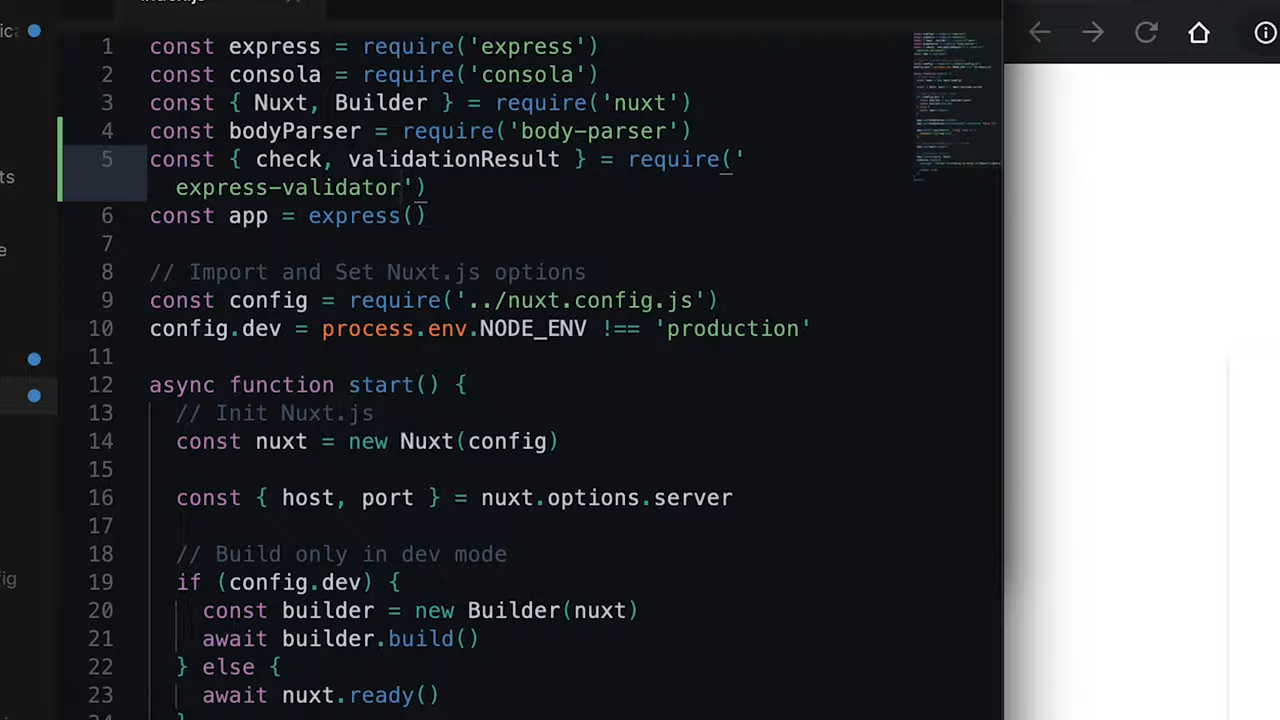 1 const express = require('express')
2 const consola = require('consola')
3 const { Nuxt, Builder } = require('nuxt')
4 const bodyParser = require('body-parser')
5 const { check, validationResult } = require('
express-validator')
6 const app = express()
7
8 // Import and Set Nuxt.js options
9 const config = require('../nuxt.config.js')
10 config.dev = process.env.NODE_ENV !== 'production'
11
12 async function start() {
13 // Init Nuxt.js
14 const nuxt = new Nuxt(config)
15
16 const { host, port } = nuxt.options.server
17
18 // Build only in dev mode
19 if (config.dev) {
20 const builder = new Builder(nuxt)
21 await builder.build()
22 } else {
23 await nuxt.ready()